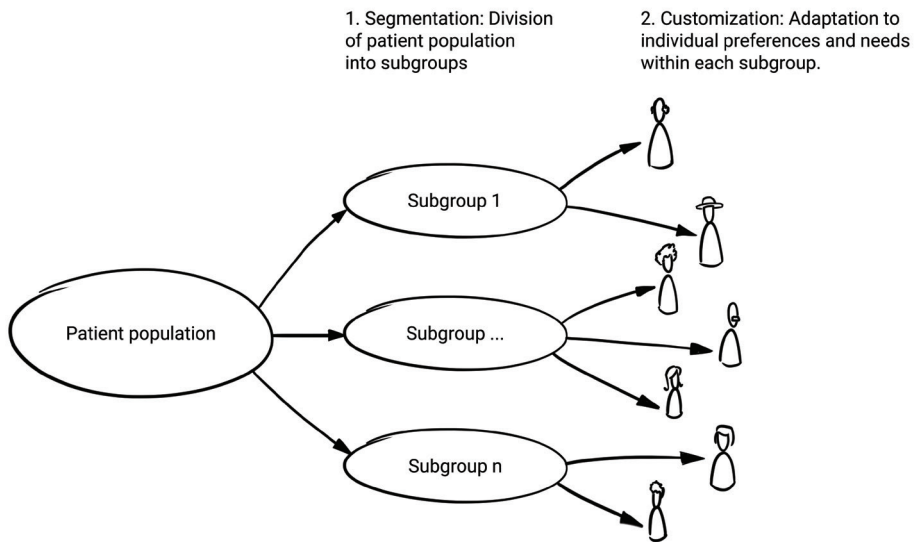 1. Segmentation: Division
of patient population
into subgroups
2. Customization: Adaptation to
individual preferences and needs
within each subgroup.
Subgroup 1
Patient population
Subgroup ...
Subgroup n